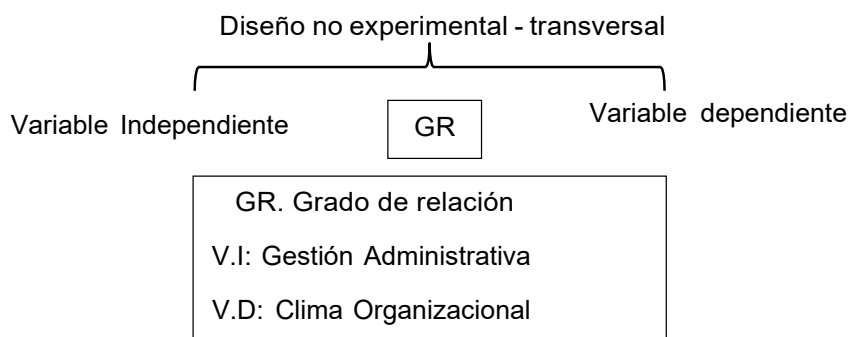 Diseño no experimental - transversal
Variable Independiente
GR
Variable dependiente
GR. Grado de relación
V.I: Gestión Administrativa
V.D: Clima Organizacional